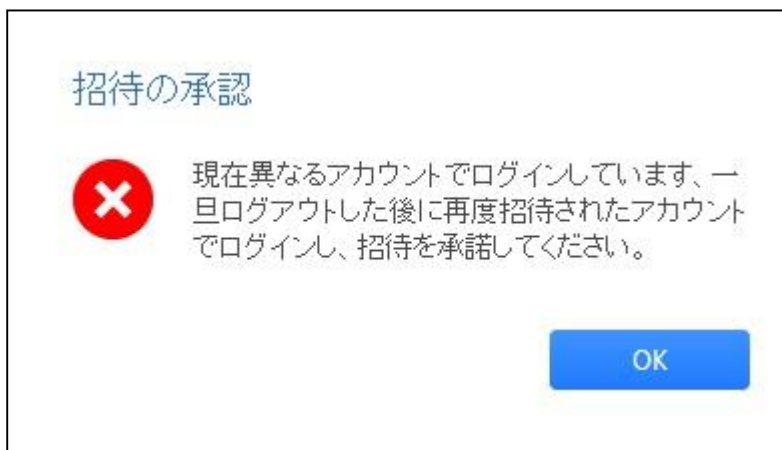 招待の承認
現在異なるアカウントでログインしています、一
旦ログアウトした後に再度招待されたアカウント
でログインし、招待を承諾してください。
OK